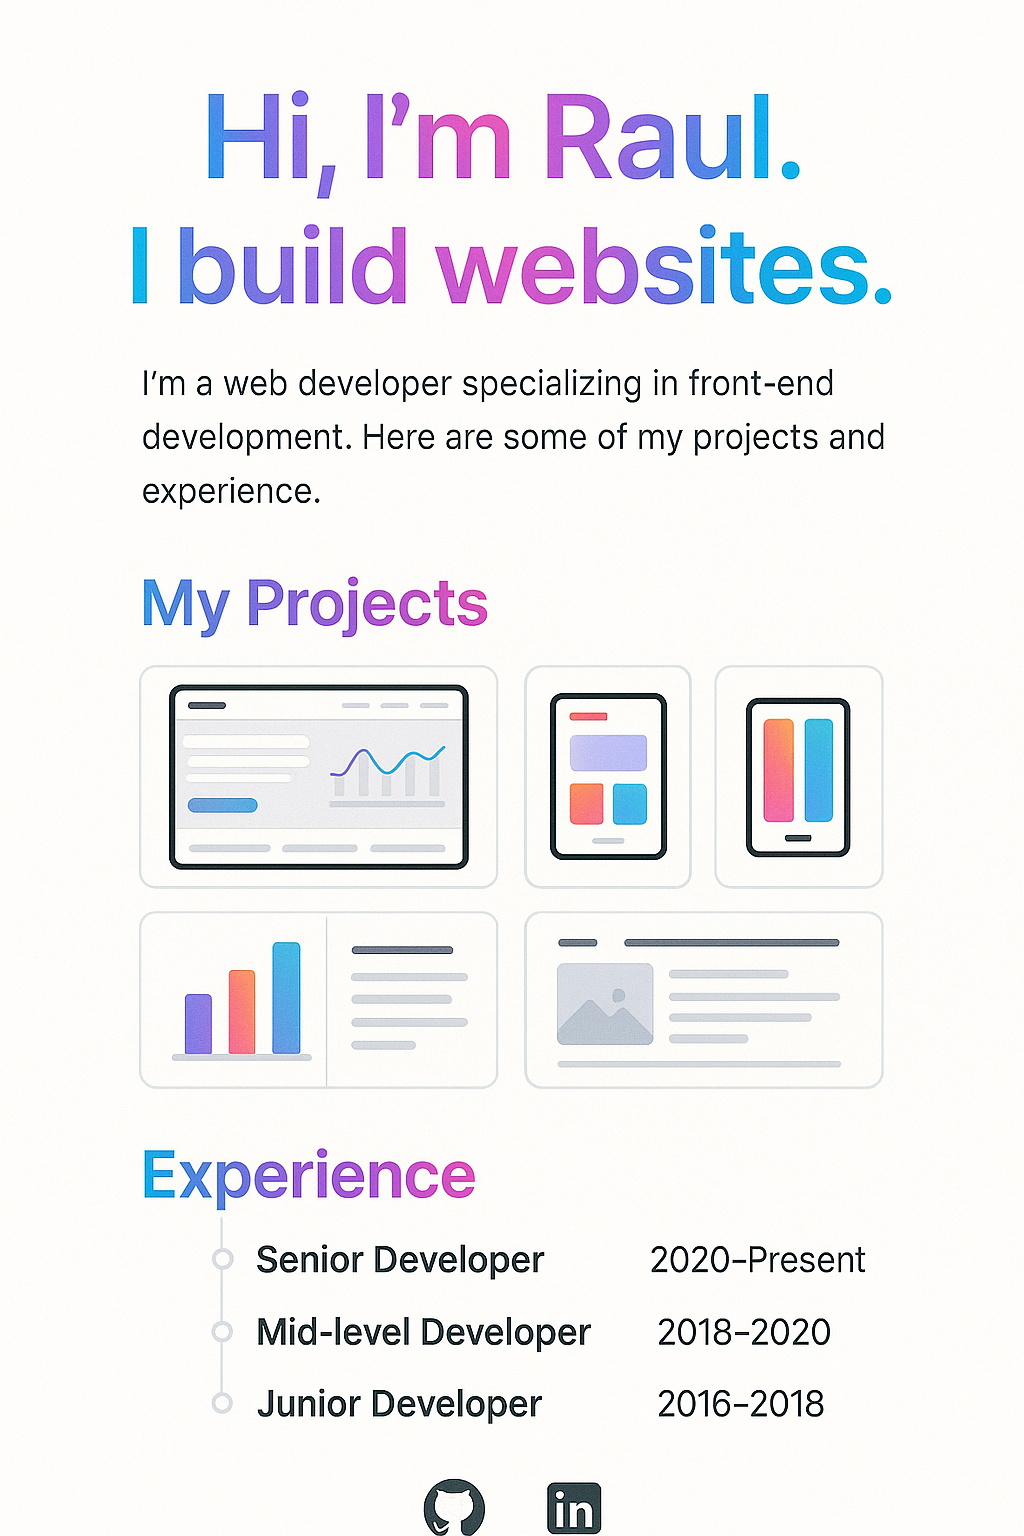 Hi, I’m Raul.
I build websites.
I’m a web developer specializing in front-end
development. Here are some of my projects and
experience.
My Projects
Experience
Senior Developer 2020–Present
Mid-level Developer 2018–2020
Junior Developer 2016–2018
in